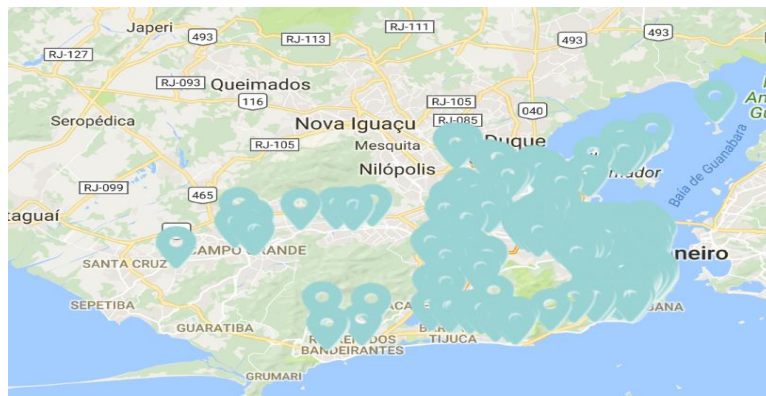 Japeri
493
RJ-111
RJ-127
RJ-113
493
493
RJ-093
Queimados
116
RJ-105
040
Seropédica
RJ-085
Nova Iguaçu
Duque
RJ-105
Mesquita
Nilópolis
RJ-099
465
taguaí
Baía de Guanabara
SANTA CRUZ
neiro
SEPETIBA
GUARATIBA
TIJUCA
BANDEIRANTES
GRUMARI